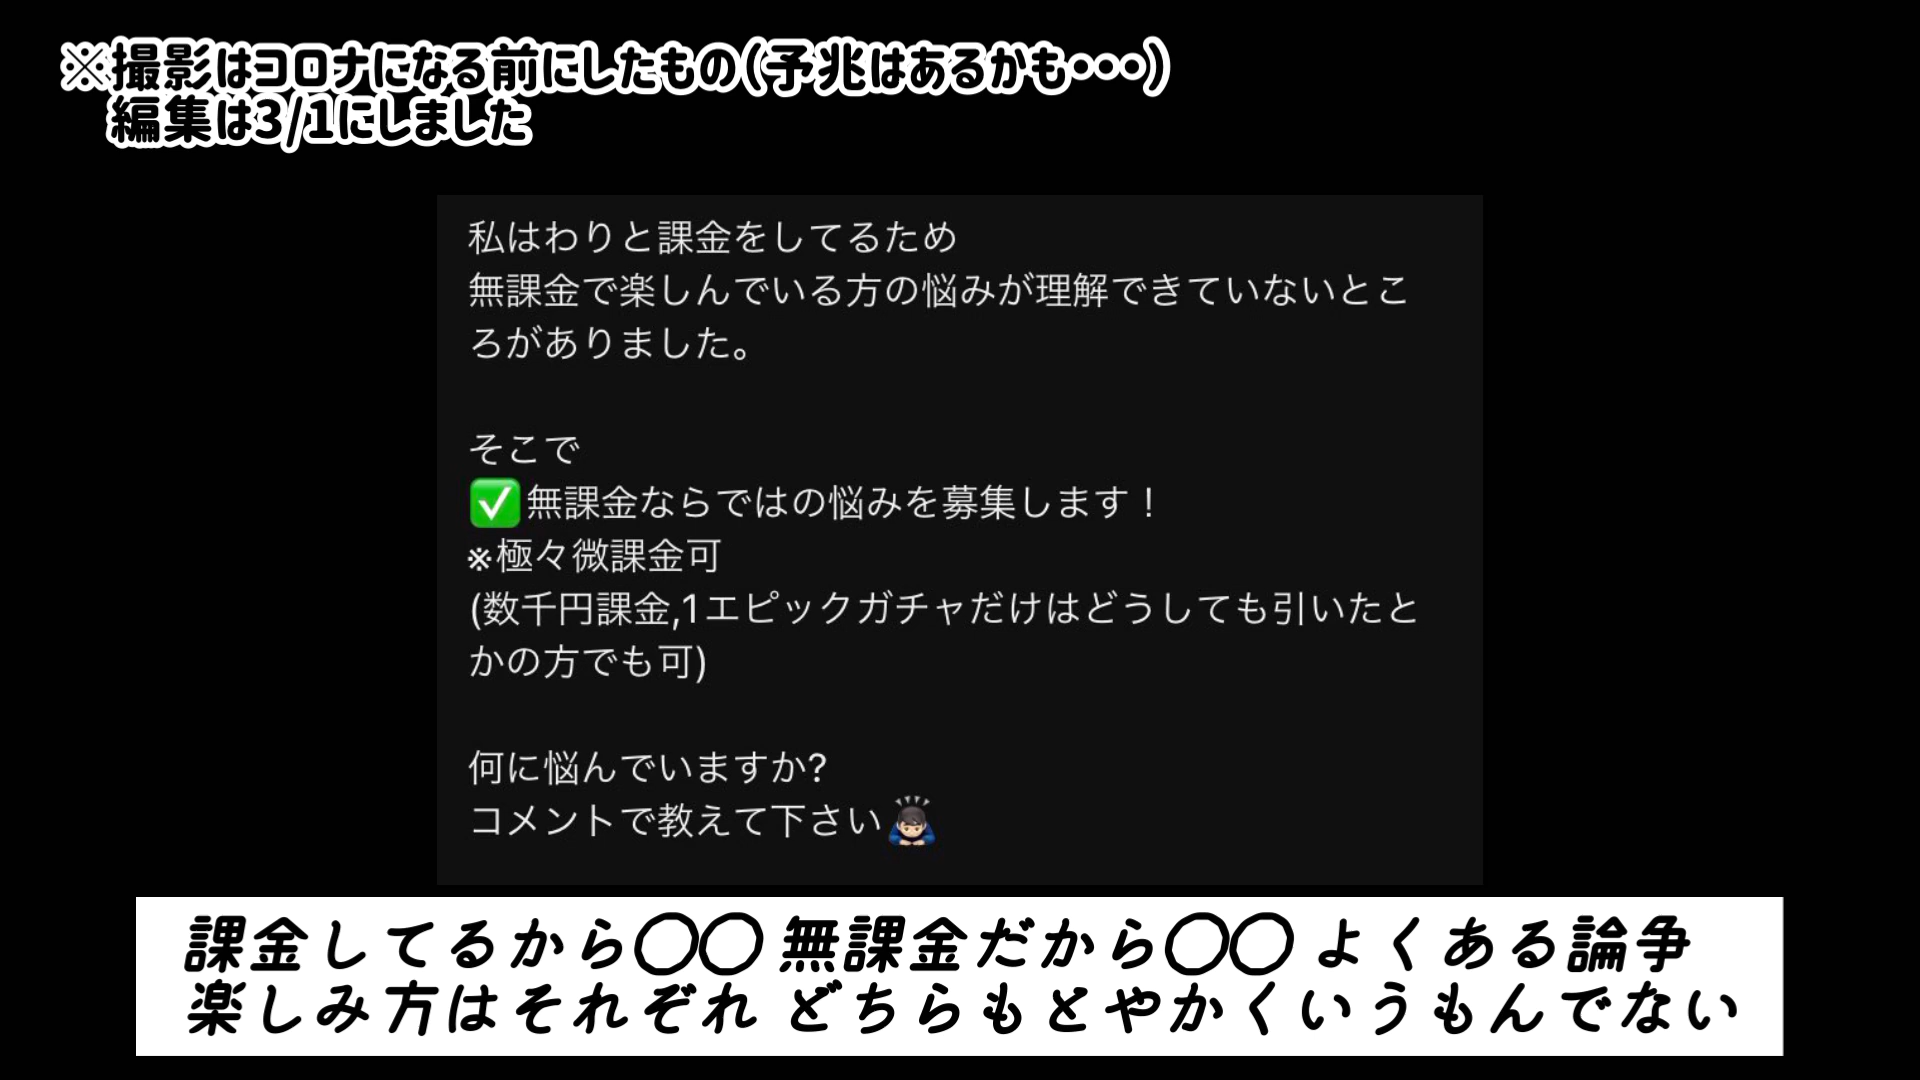 ※撮影はコロナになる前にしたもの(予兆はあるかも・・・)
編集は3/1にしました
私はわりと課金をしてるため
無課金で楽しんでいる方の悩みが理解できていないとこ
ろがありました。
そこで
✅無課金ならではの悩みを募集します！
※極々微課金可
(数千円課金,1エピックガチャだけはどうしても引いたと
かの方でも可)
何に悩んでいますか?
コメントで教えて下さい🙇🏻‍♂️
課金してるから◯◯ 無課金だから◯◯ よくある論争
楽しみ方はそれぞれ どちらもとやかくいうもんでない